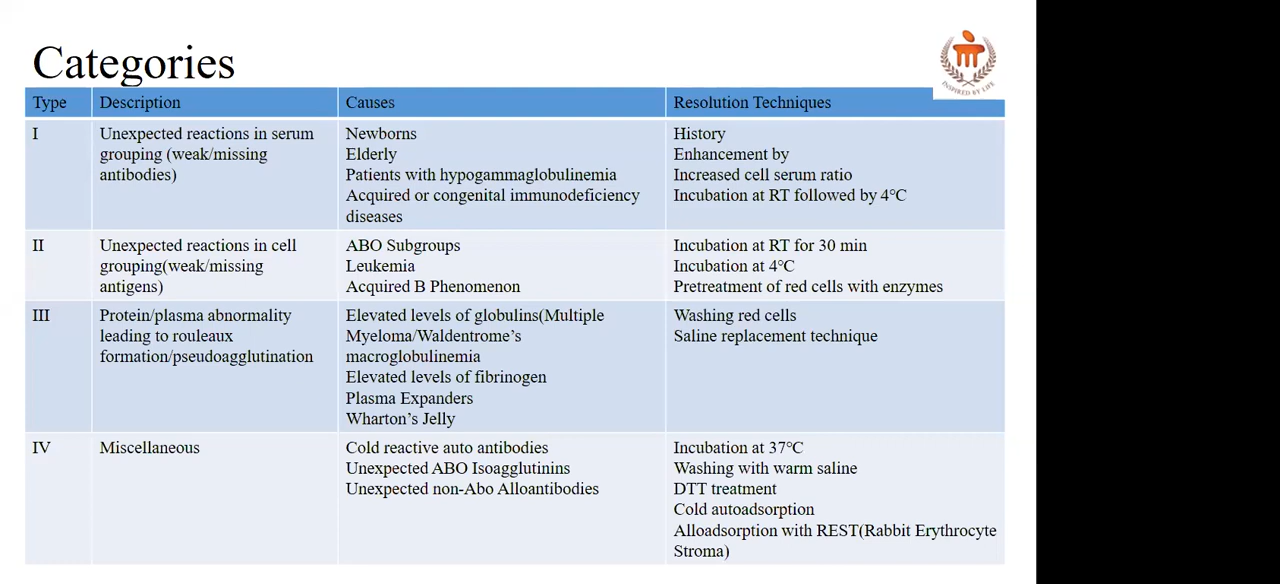 Categories
INSPIRED BY LIFE
Type Description Causes Resolution Techniques
I Unexpected reactions in serum grouping (weak/missing antibodies)
Newborns
Elderly
Patients with hypogammaglobulinemia
Acquired or congenital immunodeficiency
diseases
History
Enhancement by
Increased cell serum ratio
Incubation at RT followed by 4°C
II Unexpected reactions in cell
grouping(weak/missing
antigens)
ABO Subgroups
Leukemia
Acquired B Phenomenon
Incubation at RT for 30 min
Incubation at 4°C
Pretreatment of red cells with enzymes
III Protein/plasma abnormality
leading to rouleaux
formation/pseudoagglutination
Elevated levels of globulins(Multiple
Myeloma/Waldentrome’s
macroglobulinemia
Elevated levels of fibrinogen
Plasma Expanders
Wharton’s Jelly
Washing red cells
Saline replacement technique
IV Miscellaneous
Cold reactive auto antibodies
Unexpected ABO Isoagglutinins
Unexpected non-Abo Alloantibodies
Incubation at 37°C
Washing with warm saline
DTT treatment
Cold autoadsorption
Alloadsorption with REST(Rabbit Erythrocyte
Stroma)